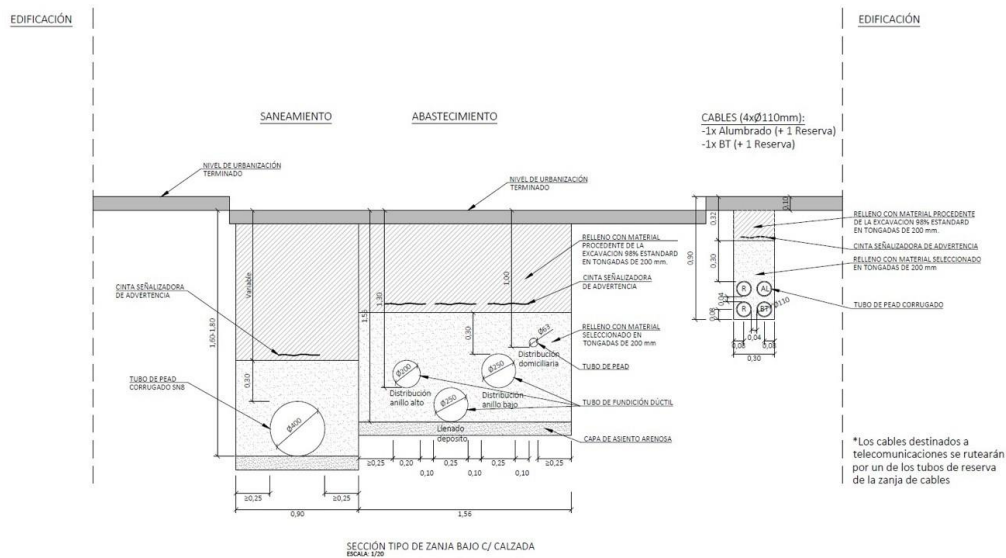 EDIFICACIÓN
EDIFICACIÓN
SANEAMIENTO
ABASTECIMIENTO
CABLES (4xØ110mm):
-1x Alumbrado (+ 1 Reserva)
-1x BT (+ 1 Reserva)
NIVEL DE URBANIZACIÓN
TERMINADO
NIVEL DE URBANIZACIÓN
TERMINADO
0,10
0,32
0,90
0,30
0,04
0,08
RELLENO CON MATERIAL PROCEDENTE
DE LA EXCAVACIÓN 98% ESTANDARD
EN TONGADAS DE 200 mm.
CINTA SEÑALIZADORA DE ADVERTENCIA
RELLENO CON MATERIAL SELECCIONADO
EN TONGADAS DE 200 mm
TUBO DE PEAD CORRUGADO
R
AL
R
BT
Ø110
0,04
0,08
0,08
0,30
RELLENO CON MATERIAL
PROCEDENTE DE LA
EXCAVACIÓN 98% ESTANDARD
EN TONGADAS DE 200 mm.
CINTA SEÑALIZADORA
DE ADVERTENCIA
RELLENO CON MATERIAL
SELECCIONADO EN
TONGADAS DE 200 mm
TUBO DE PEAD
TUBO DE FUNDICIÓN DÚCTIL
CAPA DE ASIENTO ARENOSA
CINTA SEÑALIZADORA
DE ADVERTENCIA
TUBO DE PEAD
CORRUGADO SN8
Variable
1,60-1,80
0,30
1,30
1,56
1,00
0,30
Ø63
Distribución
domiciliaria
Ø200
Distribución
anillo alto
Ø250
Distribución
anillo bajo
Ø250
Llenado
deposito
Ø400
≥0,25
0,20
0,25
0,25
≥0,25
0,10
0,10
0,10
≥0,25
≥0,25
0,90
1,56
*Los cables destinados a
telecomunicaciones se rutearán
por un de los tubos de reserva
de la zanja de cables
SECCIÓN TIPO DE ZANJA BAJO C/ CALZADA
ESCALA: 1/20